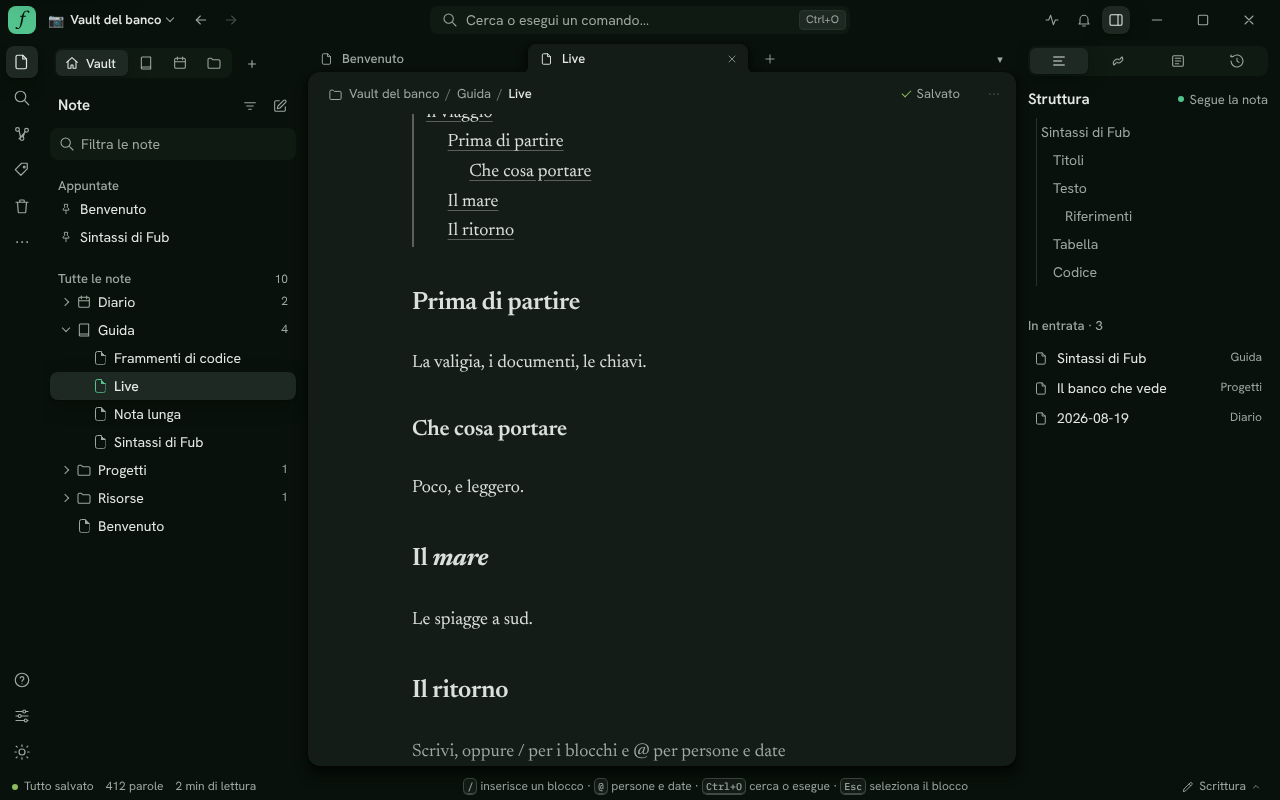 f
Vault del banco
Cerca o esegui un comando...
Ctrl+O
Vault
Benvenuto
Live
Note
Filtra le note
Appuntate
Benvenuto
Sintassi di Fub
Tutte le note 10
Diario 2
Guida 4
Frammenti di codice
Live
Nota lunga
Sintassi di Fub
Progetti 1
Risorse 1
Benvenuto
Vault del banco / Guida / Live
Salvato
Il viaggio
Prima di partire
Che cosa portare
Il mare
Il ritorno
Prima di partire
La valigia, i documenti, le chiavi.
Che cosa portare
Poco, e leggero.
Il mare
Le spiagge a sud.
Il ritorno
Scrivi, oppure / per i blocchi e @ per persone e date
Struttura
Segue la nota
Sintassi di Fub
Titoli
Testo
Riferimenti
Tabella
Codice
In entrata · 3
Sintassi di Fub Guida
Il banco che vede Progetti
2026-08-19 Diario
Tutto salvato 412 parole 2 min di lettura
/ inserisce un blocco · @ persone e date · Ctrl+O cerca o esegue · Esc seleziona il blocco
Scrittura